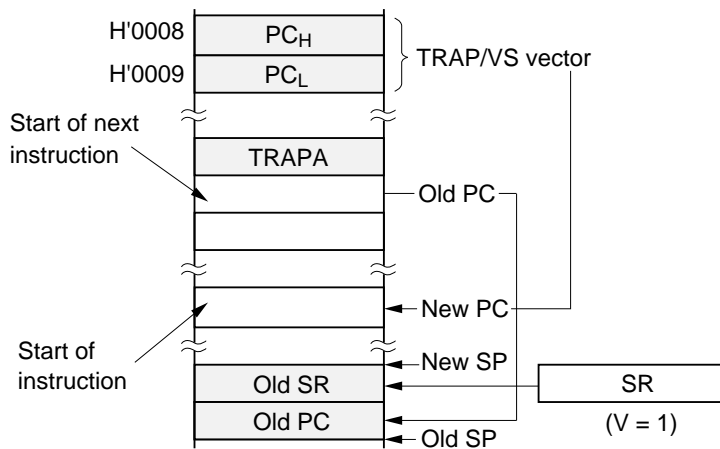 H'0008
PCH
H'0009
PCL
TRAP/VS vector
Start of next
instruction
TRAPA
Old PC
New PC
Start of
instruction
New SP
Old SR
SR
Old PC
(V = 1)
Old SP